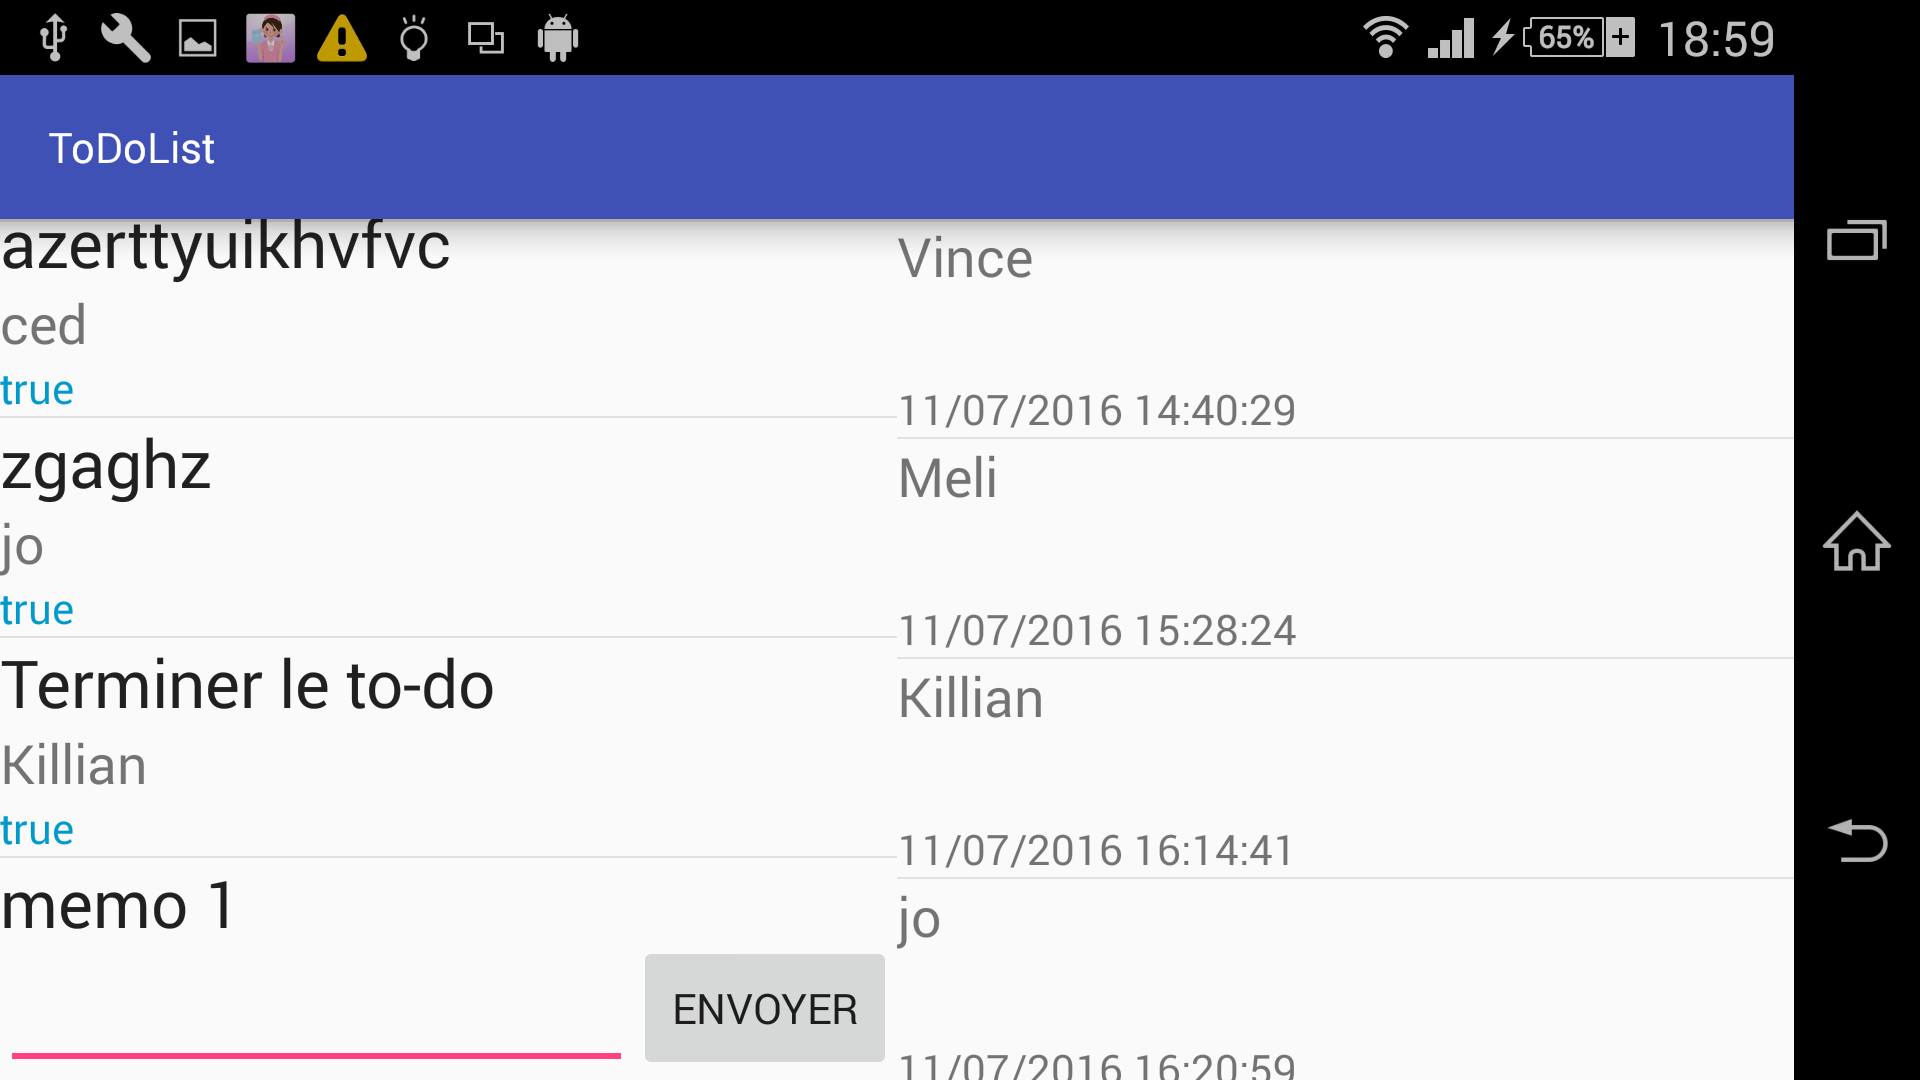 65%
18:59
ToDoList
azerttyuikhvfvc
ced
true
zgaghz
jo
true
Terminer le to-do
Killian
true
memo 1
ENVOYER
Vince
11/07/2016 14:40:29
Meli
11/07/2016 15:28:24
Killian
11/07/2016 16:14:41
jo
11/07/2016 16:20:59